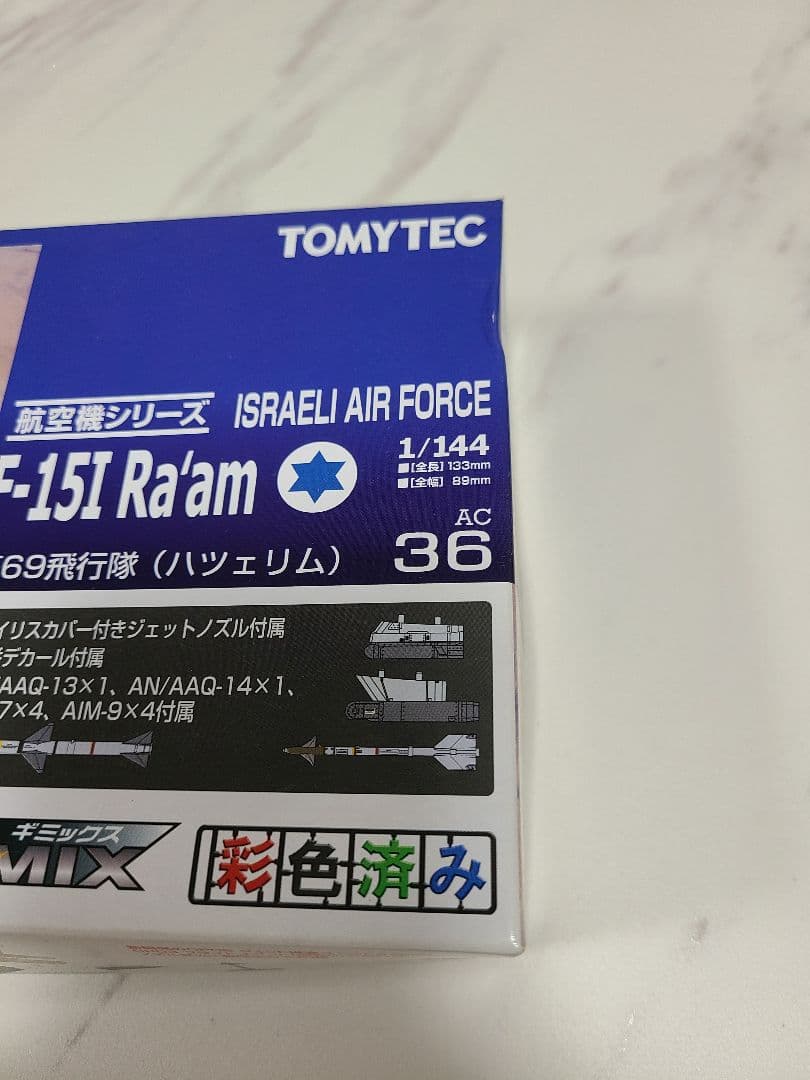 TOMYTEC
航空機シリーズ ISRAELI AIR FORCE
F-15I Ra'am
1/144
■[全長]133mm
■[全幅] 89mm
AC
36
69飛行隊（ハツェリム）
イリスカバー付きジェットノズル付属
デカール付属
/AAQ-13×1、AN/AAQ-14×1、
7×4、AIM-9×4付属
ギミックス
MIX
彩色済み